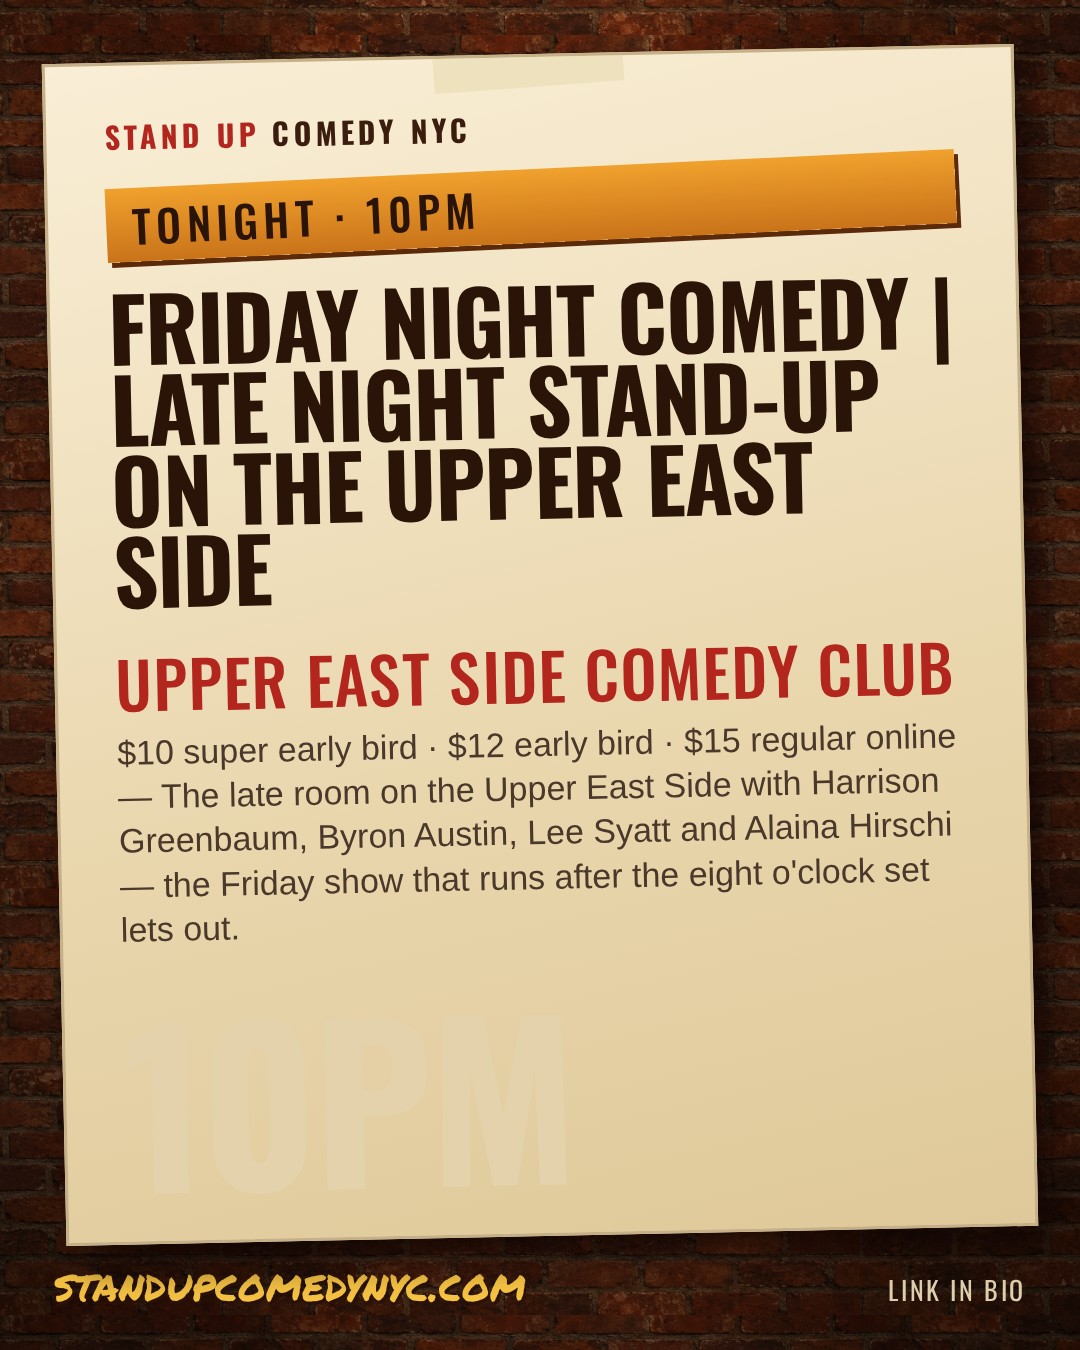 STAND UP COMEDY NYC
TONIGHT · 10PM
FRIDAY NIGHT COMEDY |
LATE NIGHT STAND-UP
ON THE UPPER EAST
SIDE
UPPER EAST SIDE COMEDY CLUB
$10 super early bird · $12 early bird · $15 regular online
— The late room on the Upper East Side with Harrison
Greenbaum, Byron Austin, Lee Syatt and Alaina Hirschi
— the Friday show that runs after the eight o'clock set
lets out.
10PM
STANDUPCOMEDYNYC.COM
LINK IN BIO